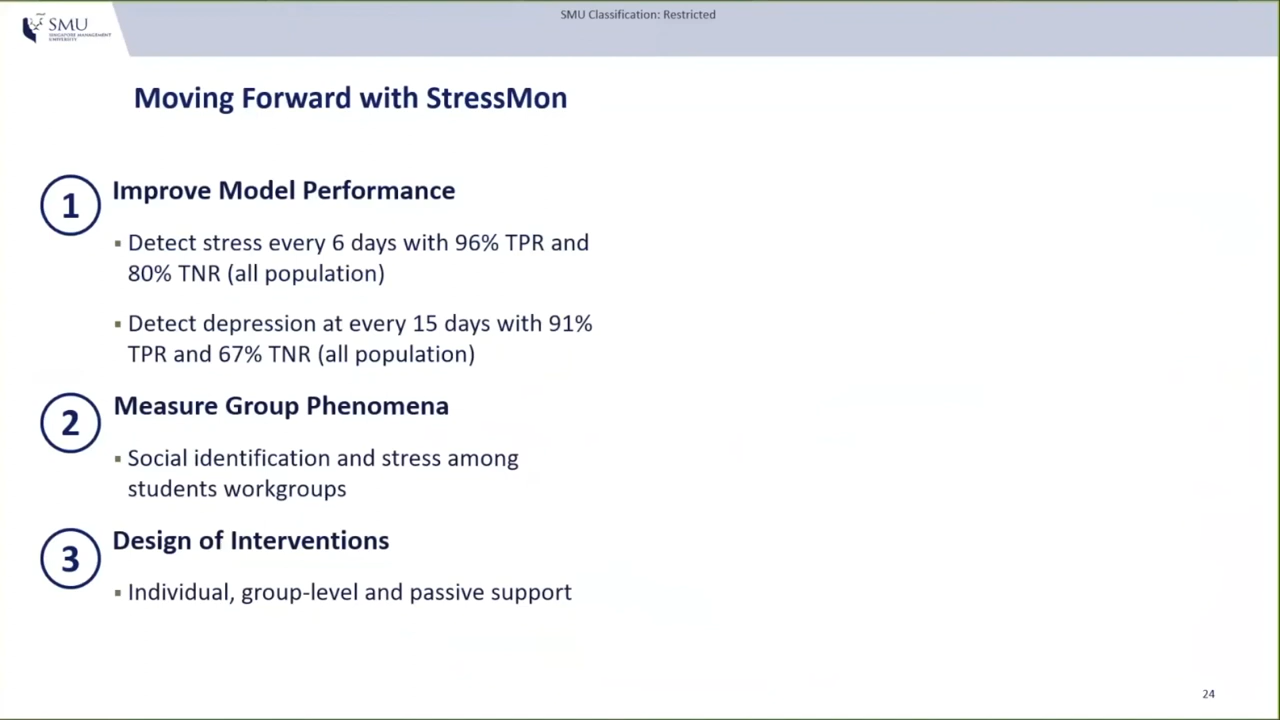 SMU Classification: Restricted
SMU
SINGAPORE MANAGEMENT
UNIVERSITY
Moving Forward with StressMon
1
Improve Model Performance
▪ Detect stress every 6 days with 96% TPR and
80% TNR (all population)
▪ Detect depression at every 15 days with 91%
TPR and 67% TNR (all population)
2
Measure Group Phenomena
▪ Social identification and stress among
students workgroups
3
Design of Interventions
▪ Individual, group-level and passive support
24